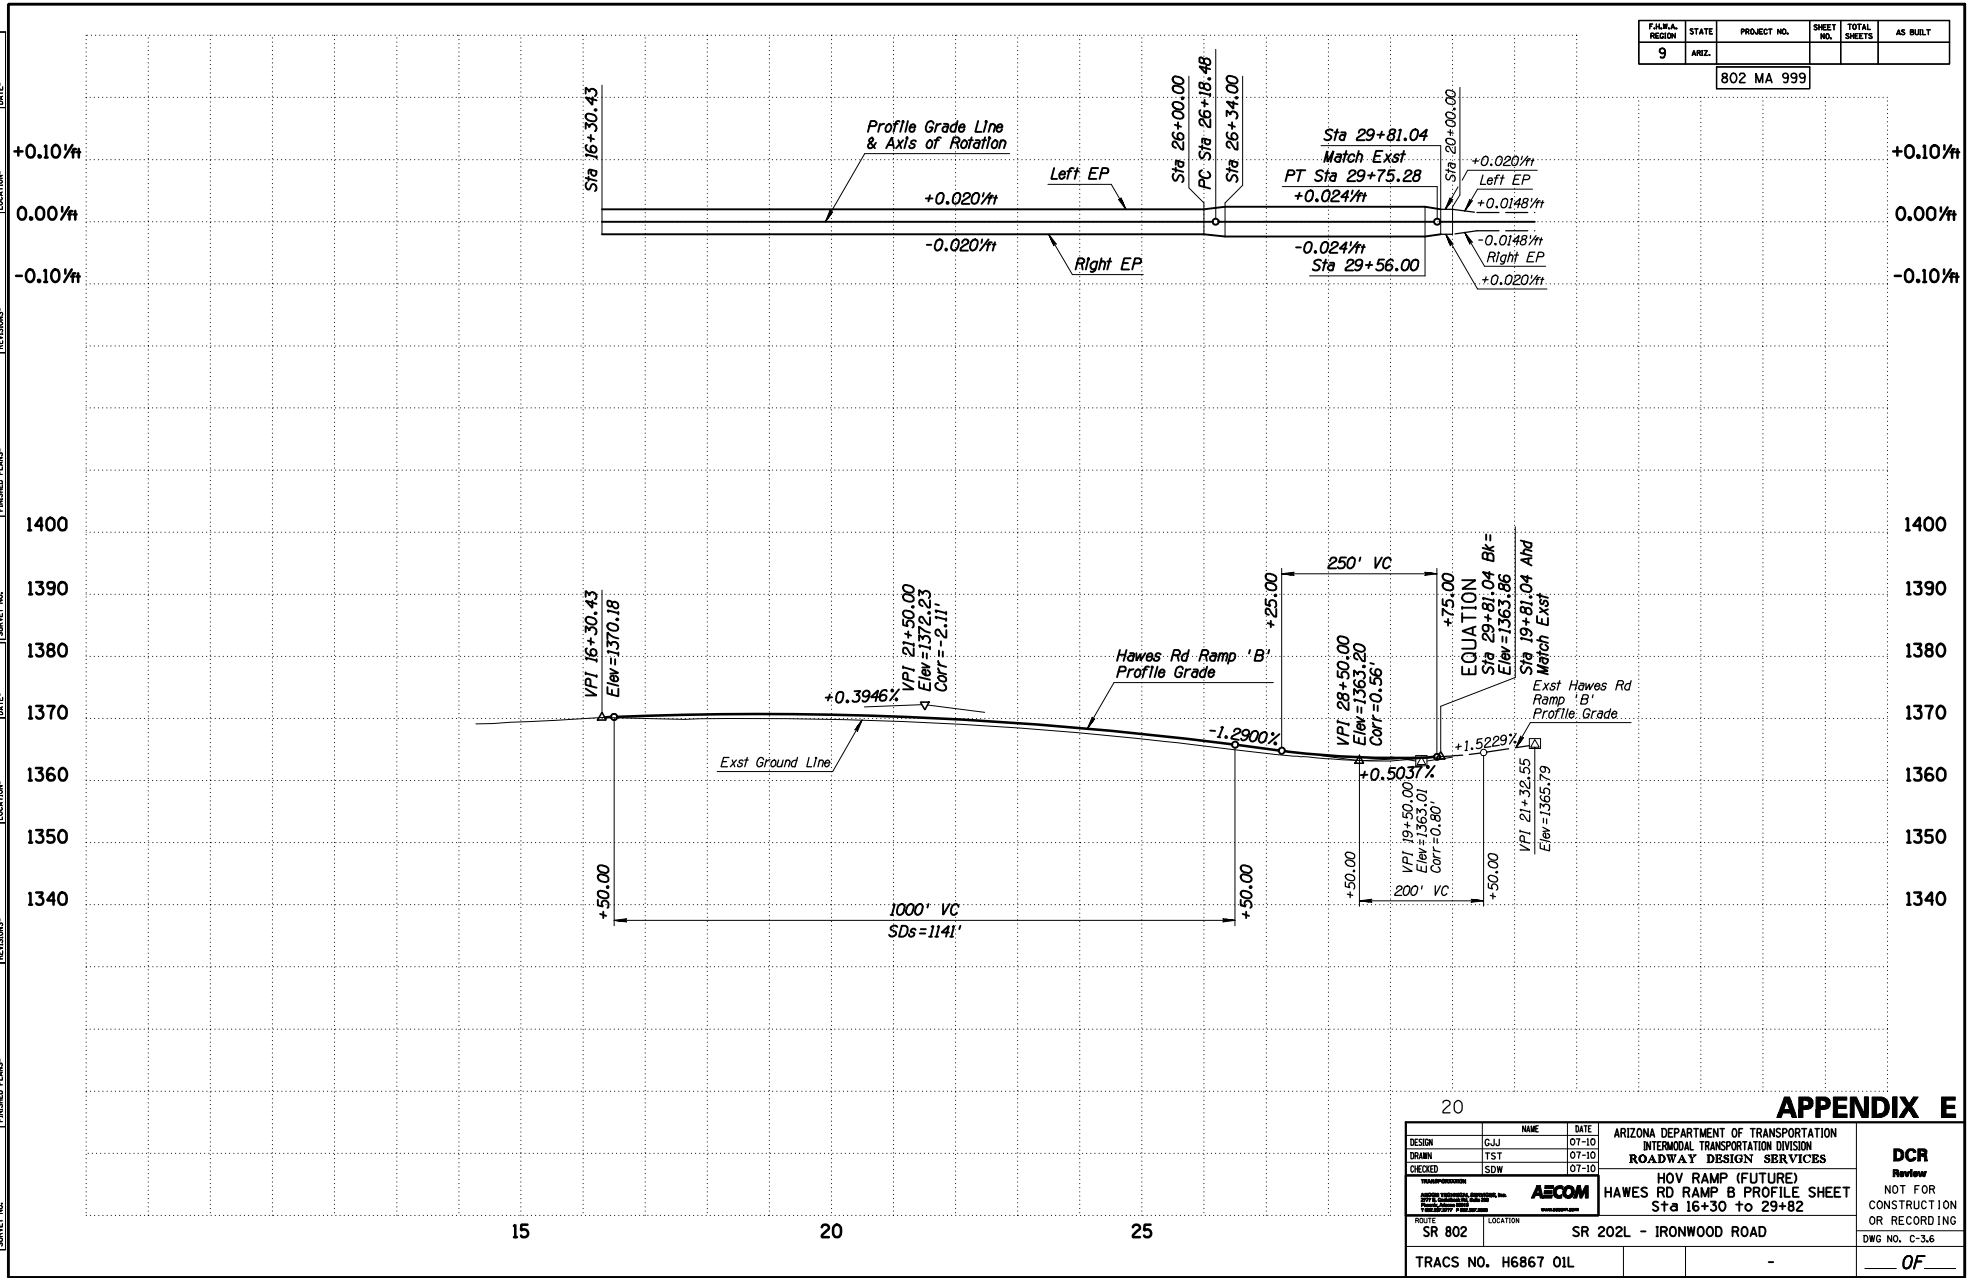 F.H.W.A. REGION STATE PROJECT NO. SHEET NO. TOTAL SHEETS AS BUILT
9 ARIZ.
802 MA 999
+0.10'/ft
0.00'/ft
-0.10'/ft
+0.10'/ft
0.00'/ft
-0.10'/ft
Sta 16+30.43
Profile Grade Line
& Axis of Rotation
Left EP
+0.020'/ft
-0.020'/ft
Right EP
Sta 26+00.00
PC Sta 26+18.48
Sta 26+34.00
Sta 29+81.04
Match Exst
PT Sta 29+75.28
+0.024'/ft
-0.024'/ft
Sta 29+56.00
Sta 20+00.00
+0.020'/ft
Left EP
+0.0148'/ft
-0.0148'/ft
Right EP
+0.020'/ft
1400
1390
1380
1370
1360
1350
1340
1400
1390
1380
1370
1360
1350
1340
VPI 16+30.43
Elev=1370.18
+0.3946%
VPI 21+50.00
Elev=1372.23
Corr=-2.11'
Hawes Rd Ramp 'B'
Profile Grade
Exst Ground Line
-1.2900%
+25.00
250' VC
+75.00
VPI 28+50.00
Elev=1363.20
Corr=0.56'
EQUATION
Sta 29+81.04 Bk=
Elev=1363.86
Sta 19+81.04 Ahd
Match Exst
Exst Hawes Rd
Ramp 'B'
Profile Grade
+1.5229%
+0.5037%
VPI 19+50.00
Elev=1363.01
Corr=0.80'
VPI 21+32.55
Elev=1365.79
+50.00
200' VC
+50.00
+50.00
1000' VC
SDs=1141'
+50.00
15
20
25
20
APPENDIX E
NAME DATE
DESIGN GJJ 07-10
DRAWN TST 07-10
CHECKED SDW 07-10
TRANSPORTATION
AECOM
ARIZONA DEPARTMENT OF TRANSPORTATION
INTERMODAL TRANSPORTATION DIVISION
ROADWAY DESIGN SERVICES
HOV RAMP (FUTURE)
HAWES RD RAMP B PROFILE SHEET
Sta 16+30 to 29+82
DCR
Review
NOT FOR
CONSTRUCTION
OR RECORDING
ROUTE
SR 802
LOCATION
SR 202L - IRONWOOD ROAD
DWG NO. C-3.6
TRACS NO. H6867 01L
-
OF